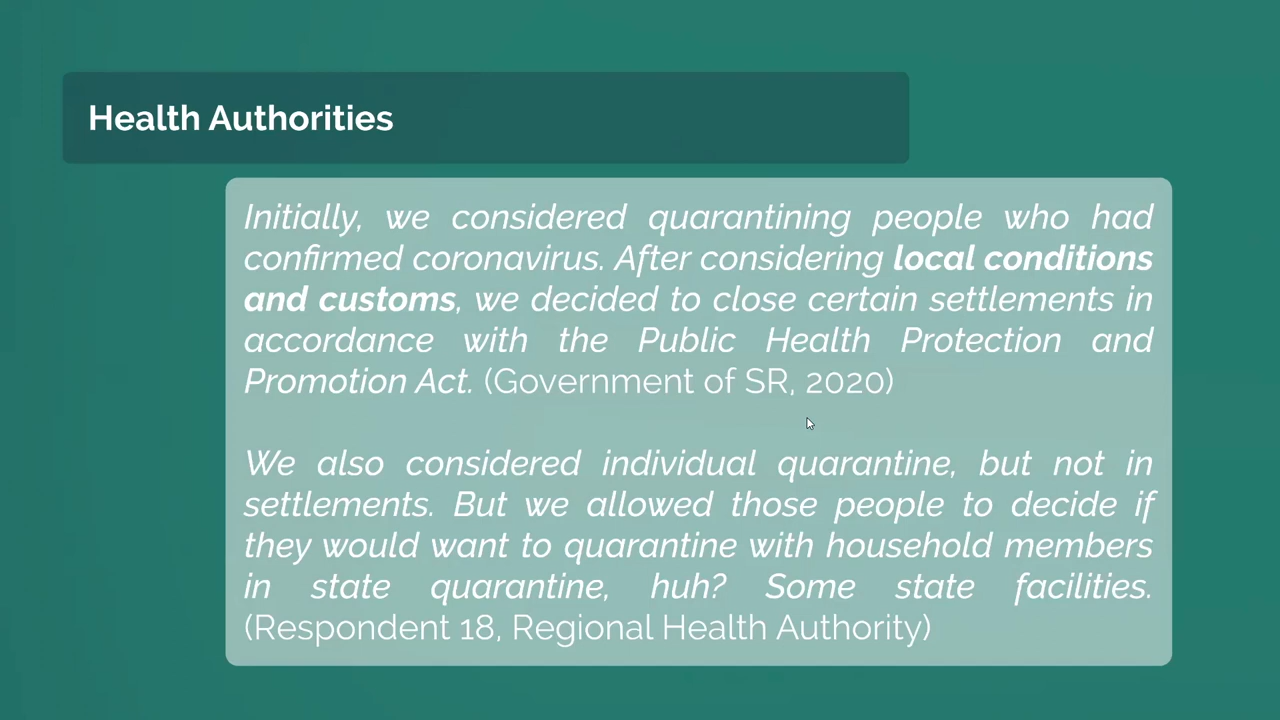 Health Authorities
Initially, we considered quarantining people who had
confirmed coronavirus. After considering local conditions
and customs, we decided to close certain settlements in
accordance with the Public Health Protection and
Promotion Act. (Government of SR, 2020)
We also considered individual quarantine, but not in
settlements. But we allowed those people to decide if
they would want to quarantine with household members
in state quarantine, huh? Some state facilities.
(Respondent 18, Regional Health Authority)